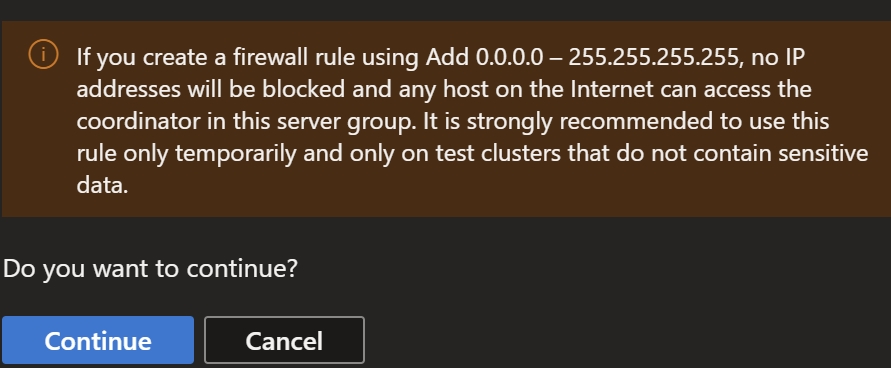 If you create a firewall rule using Add 0.0.0.0 – 255.255.255.255, no IP
addresses will be blocked and any host on the Internet can access the
coordinator in this server group. It is strongly recommended to use this
rule only temporarily and only on test clusters that do not contain sensitive
data.
Do you want to continue?
Continue
Cancel